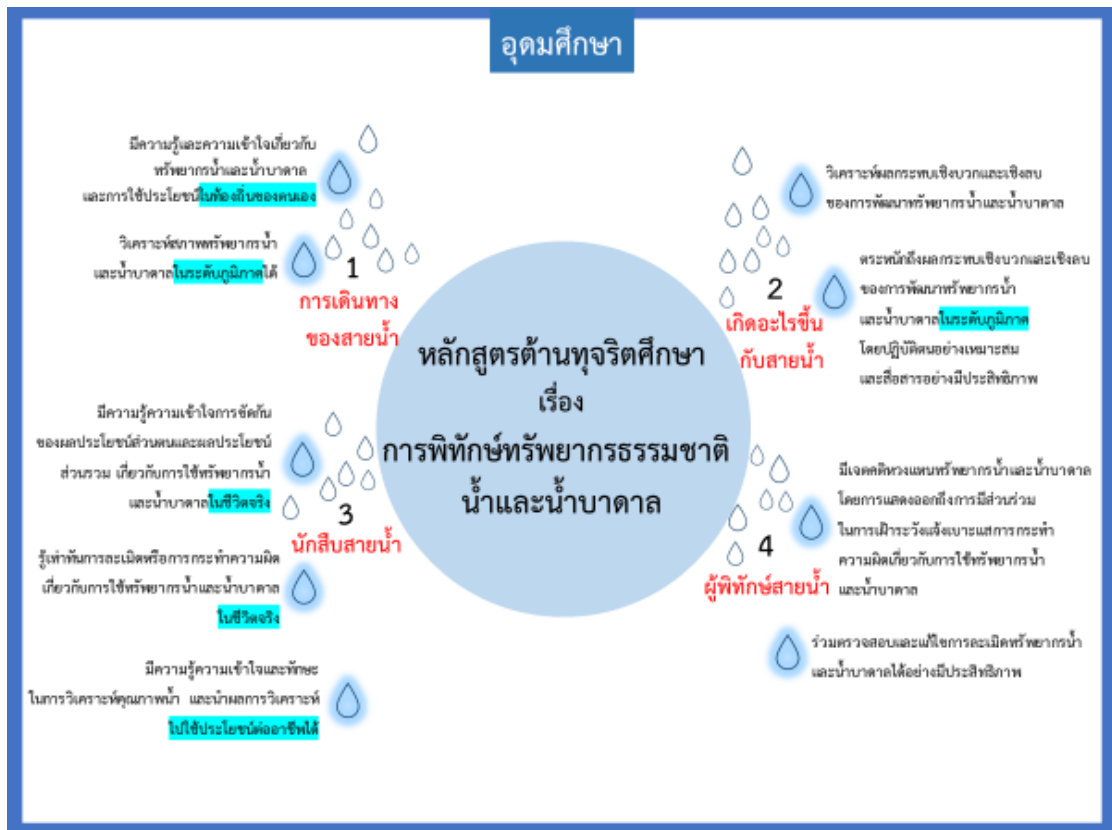 อุดมศึกษา
มีความรู้และความเข้าใจเกี่ยวกับ
ทรัพยากรน้ำและน้ำบาดาล
และการใช้ประโยชน์ในท้องถิ่นของตนเอง
วิเคราะห์สภาพทรัพยากรน้ำ
และน้ำบาดาลในระดับภูมิภาคได้
1
การเดินทาง
ของสายน้ำ
วิเคราะห์ผลกระทบเชิงบวกและเชิงลบ
ของการพัฒนาทรัพยากรน้ำและน้ำบาดาล
ตระหนักถึงผลกระทบเชิงบวกและเชิงลบ
ของการพัฒนาทรัพยากรน้ำ
และน้ำบาดาลในระดับภูมิภาค
โดยปฏิบัติตนอย่างเหมาะสม
และสื่อสารอย่างมีประสิทธิภาพ
2
เกิดอะไรขึ้น
กับสายน้ำ
หลักสูตรต้านทุจริตศึกษา
เรื่อง
การพิทักษ์ทรัพยากรธรรมชาติ
น้ำและน้ำบาดาล
มีความรู้ความเข้าใจการขัดกัน
ของผลประโยชน์ส่วนตนและผลประโยชน์
ส่วนรวม เกี่ยวกับการใช้ทรัพยากรน้ำ
และน้ำบาดาลในชีวิตจริง
3
นักสืบสายน้ำ
รู้เท่าทันการละเมิดหรือการกระทำความผิด
เกี่ยวกับการใช้ทรัพยากรน้ำและน้ำบาดาล
ในชีวิตจริง
มีความรู้ความเข้าใจและทักษะ
ในการวิเคราะห์คุณภาพน้ำ และนำผลการวิเคราะห์
ไปใช้ประโยชน์ต่ออาชีพได้
มีเจตคติหวงแหนทรัพยากรน้ำและน้ำบาดาล
โดยการแสดงออกถึงการมีส่วนร่วม
ในการเฝ้าระวังแจ้งเบาะแสการกระทำ
ความผิดเกี่ยวกับการใช้ทรัพยากรน้ำ
และน้ำบาดาล
4
ผู้พิทักษ์สายน้ำ
ร่วมตรวจสอบและแก้ไขการละเมิดทรัพยากรน้ำ
และน้ำบาดาลได้อย่างมีประสิทธิภาพ